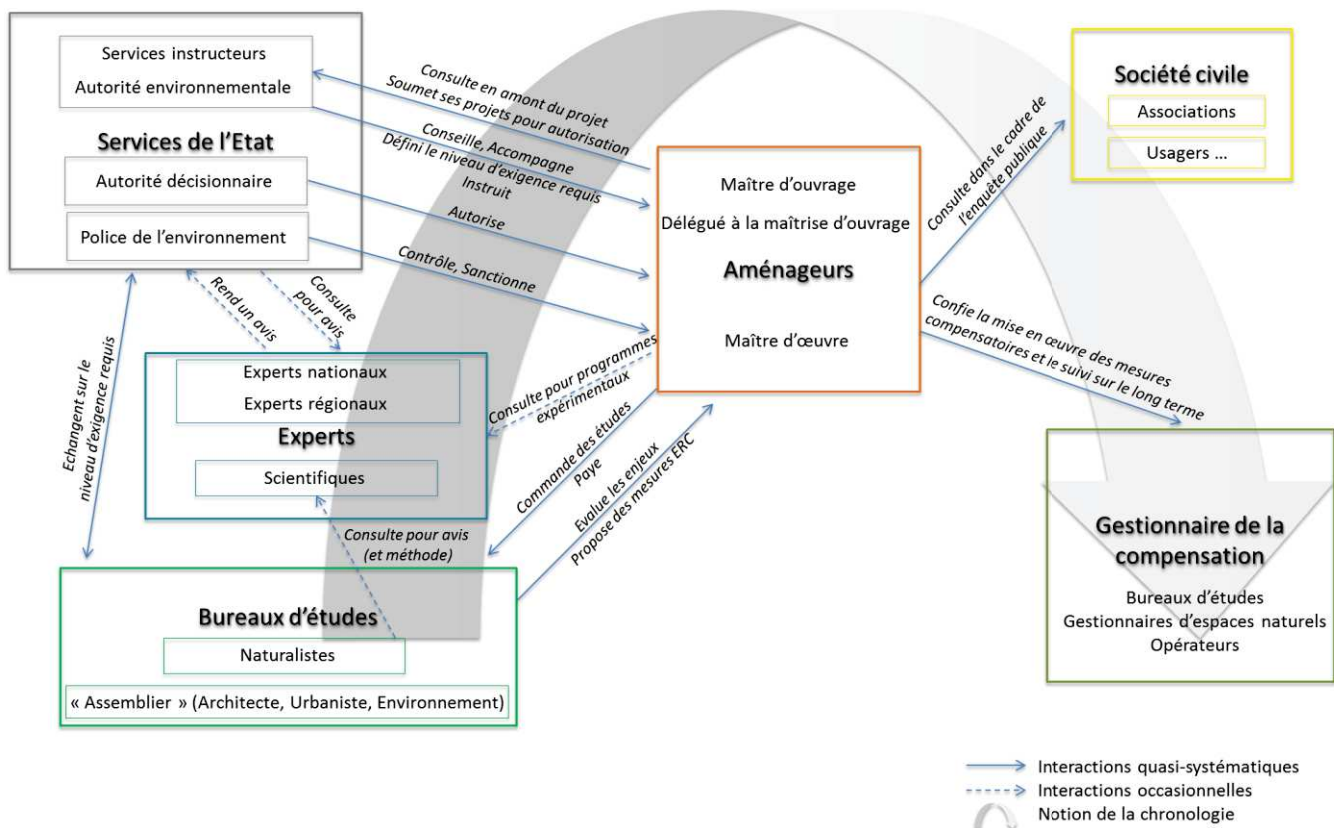 Services instructeurs
Autorité environnementale
Services de l'Etat
Autorité décisionnaire
Police de l'environnement
Consulte en amont du projet
Soumet ses projets pour autorisation
Conseille, Accompagne
Défini le niveau d'exigence requis
Instruit
Autorise
Contrôle, Sanctionne
Rend un avis
Consulte
pour avis
Echangent sur le
niveau d'exigence requis
Experts nationaux
Experts régionaux
Experts
Scientifiques
Consulte pour avis
(et méthode)
Bureaux d'études
Naturalistes
« Assemblier » (Architecte, Urbaniste, Environnement)
Maître d'ouvrage
Délégué à la maîtrise d'ouvrage
Aménageurs
Maître d'œuvre
Consulte pour programmes
expérimentaux
Commande des études
Paye
Evalue les enjeux
Propose des mesures ERC
Consulte dans le cadre de
l'enquête publique
Société civile
Associations
Usagers ...
Confie la mise en œuvre des mesures
compensatoires et le suivi sur le long terme
Gestionnaire de la
compensation
Bureaux d'études
Gestionnaires d'espaces naturels
Opérateurs
Interactions quasi-systématiques
Interactions occasionnelles
Notion de la chronologie